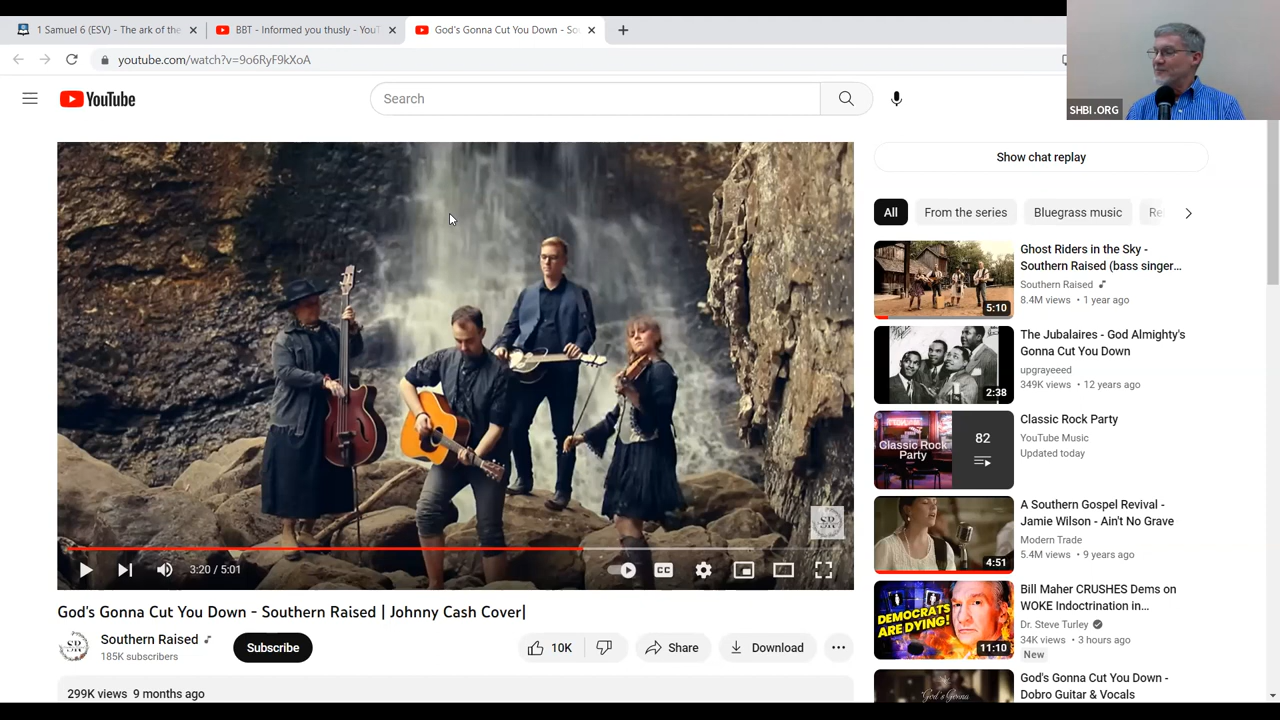 1 Samuel 6 (ESV) - The ark of the
BBT - Informed you thusly - YouT
God's Gonna Cut You Down - So
youtube.com/watch?v=9o6RyF9kXoA
SHBI.ORG
YouTube
Search
Show chat replay
All
From the series
Bluegrass music
Re
Ghost Riders in the Sky -
Southern Raised (bass singer...
Southern Raised
8.4M views • 1 year ago
5:10
The Jubalaires - God Almighty's
Gonna Cut You Down
upgrayeeed
349K views • 12 years ago
2:38
Classic Rock
Party
82
Classic Rock Party
YouTube Music
Updated today
A Southern Gospel Revival -
Jamie Wilson - Ain't No Grave
Modern Trade
5.4M views • 9 years ago
4:51
DEMOCRATS
ARE DYING!
Bill Maher CRUSHES Dems on
WOKE Indoctrination in...
Dr. Steve Turley
34K views • 3 hours ago
New
11:10
God's Gonna Cut You Down -
Dobro Guitar & Vocals
God's Gonna
SR
3:20 / 5:01
CC
God's Gonna Cut You Down - Southern Raised | Johnny Cash Cover|
SR
Southern Raised
185K subscribers
Subscribe
10K
Share
Download
299K views 9 months ago